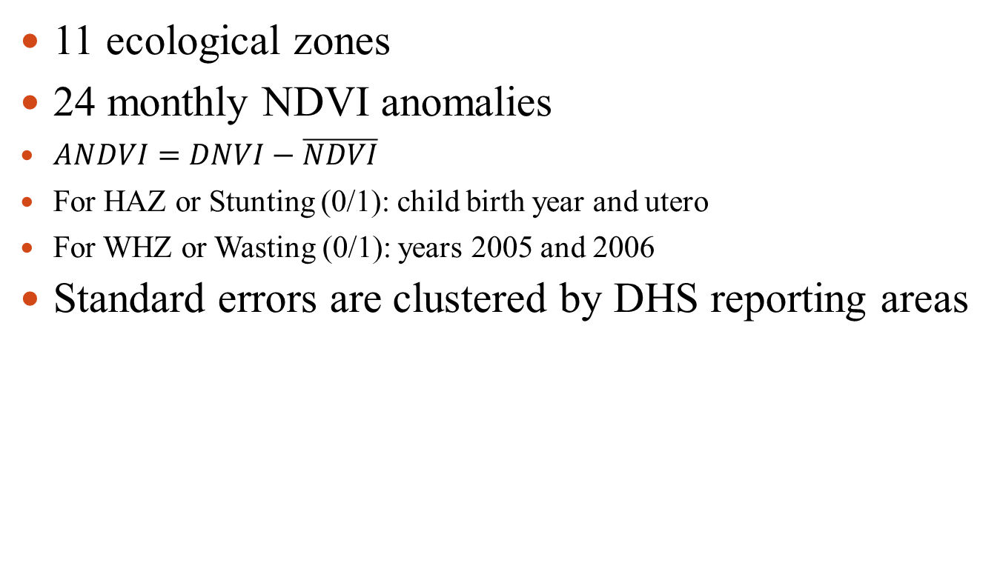 • 11 ecological zones
• 24 monthly NDVI anomalies
• 𝐴𝑁𝐷𝑉𝐼 = 𝐷𝑁𝑉𝐼 − \overline{𝑁𝐷𝑉𝐼}
• For HAZ or Stunting (0/1): child birth year and utero
• For WHZ or Wasting (0/1): years 2005 and 2006
• Standard errors are clustered by DHS reporting areas